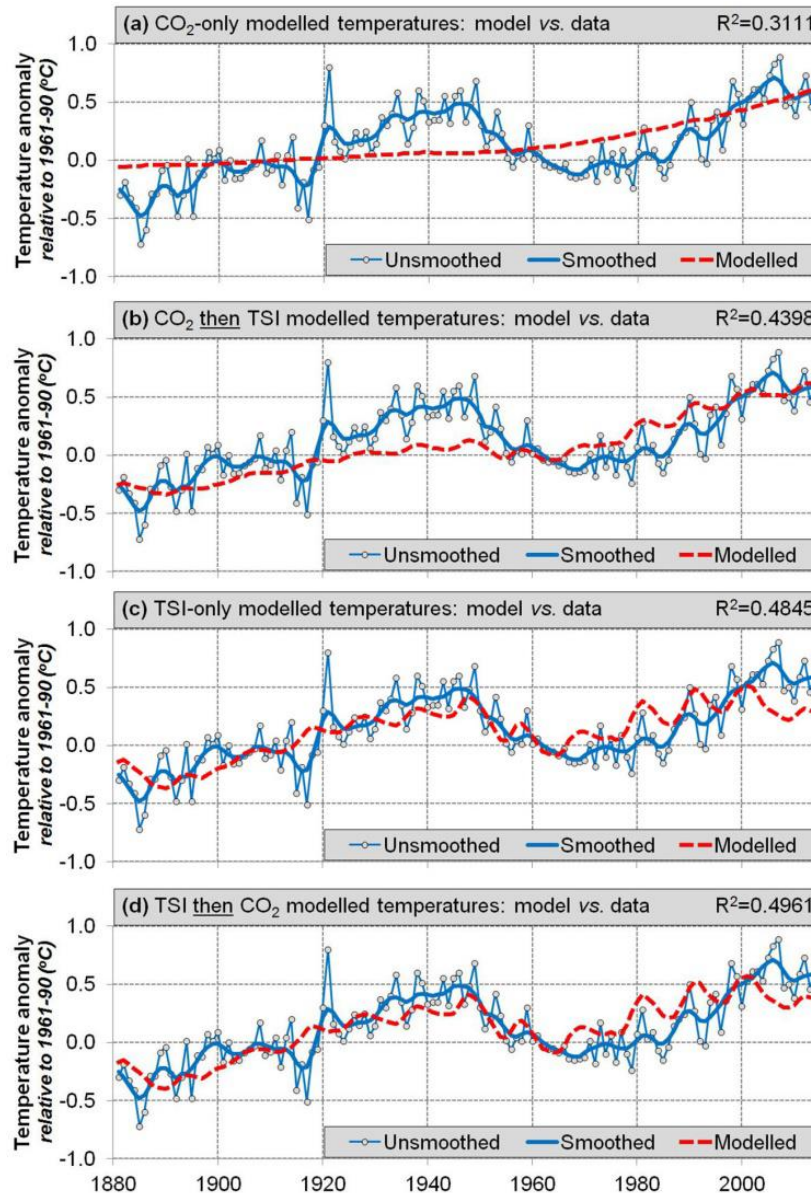 (a) CO₂-only modelled temperatures: model vs. data R²=0.3111
Temperature anomaly
relative to 1961-90 (ºC)
1.0
0.5
0.0
-0.5
-1.0
Unsmoothed Smoothed Modelled
(b) CO₂ then TSI modelled temperatures: model vs. data R²=0.4398
Temperature anomaly
relative to 1961-90 (ºC)
1.0
0.5
0.0
-0.5
-1.0
Unsmoothed Smoothed Modelled
(c) TSI-only modelled temperatures: model vs. data R²=0.4845
Temperature anomaly
relative to 1961-90 (ºC)
1.0
0.5
0.0
-0.5
-1.0
Unsmoothed Smoothed Modelled
(d) TSI then CO₂ modelled temperatures: model vs. data R²=0.4961
Temperature anomaly
relative to 1961-90 (ºC)
1.0
0.5
0.0
-0.5
-1.0
Unsmoothed Smoothed Modelled
1880 1900 1920 1940 1960 1980 2000